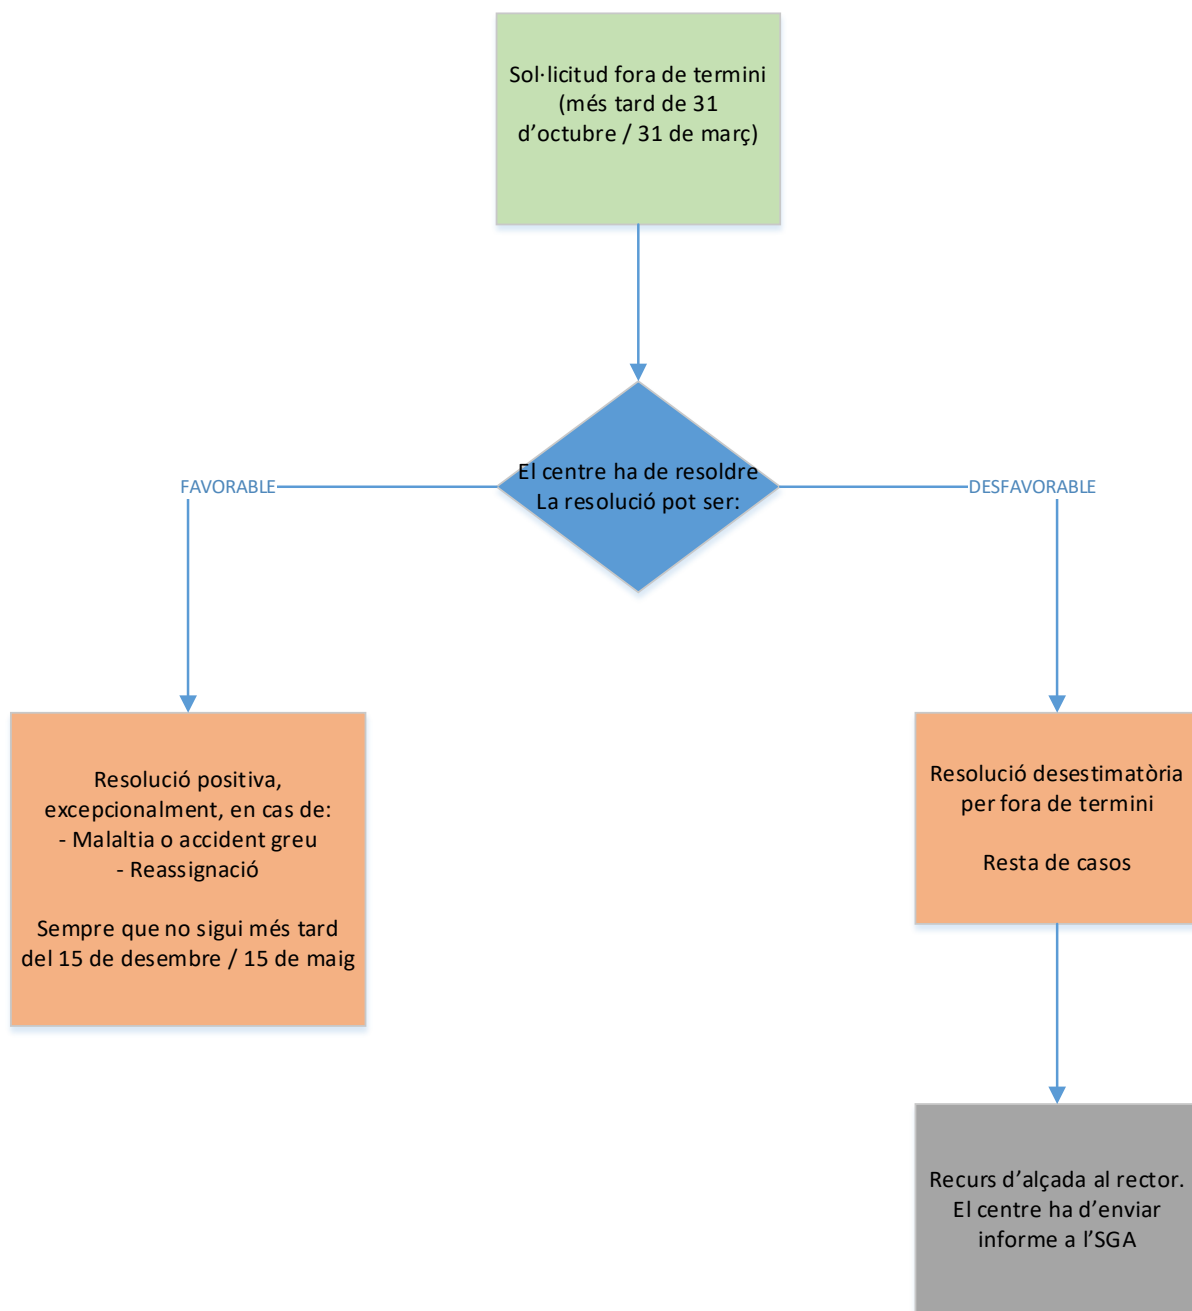 Sol·licitud fora de termini
(més tard de 31
d’octubre / 31 de març)
El centre ha de resoldre
La resolució pot ser:
FAVORABLE
DESFAVORABLE
Resolució positiva,
excepcionalment, en cas de:
- Malaltia o accident greu
- Reassignació
Sempre que no sigui més tard
del 15 de desembre / 15 de maig
Resolució desestimatòria
per fora de termini
Resta de casos
Recurs d’alçada al rector.
El centre ha d’enviar
informe a l’SGA